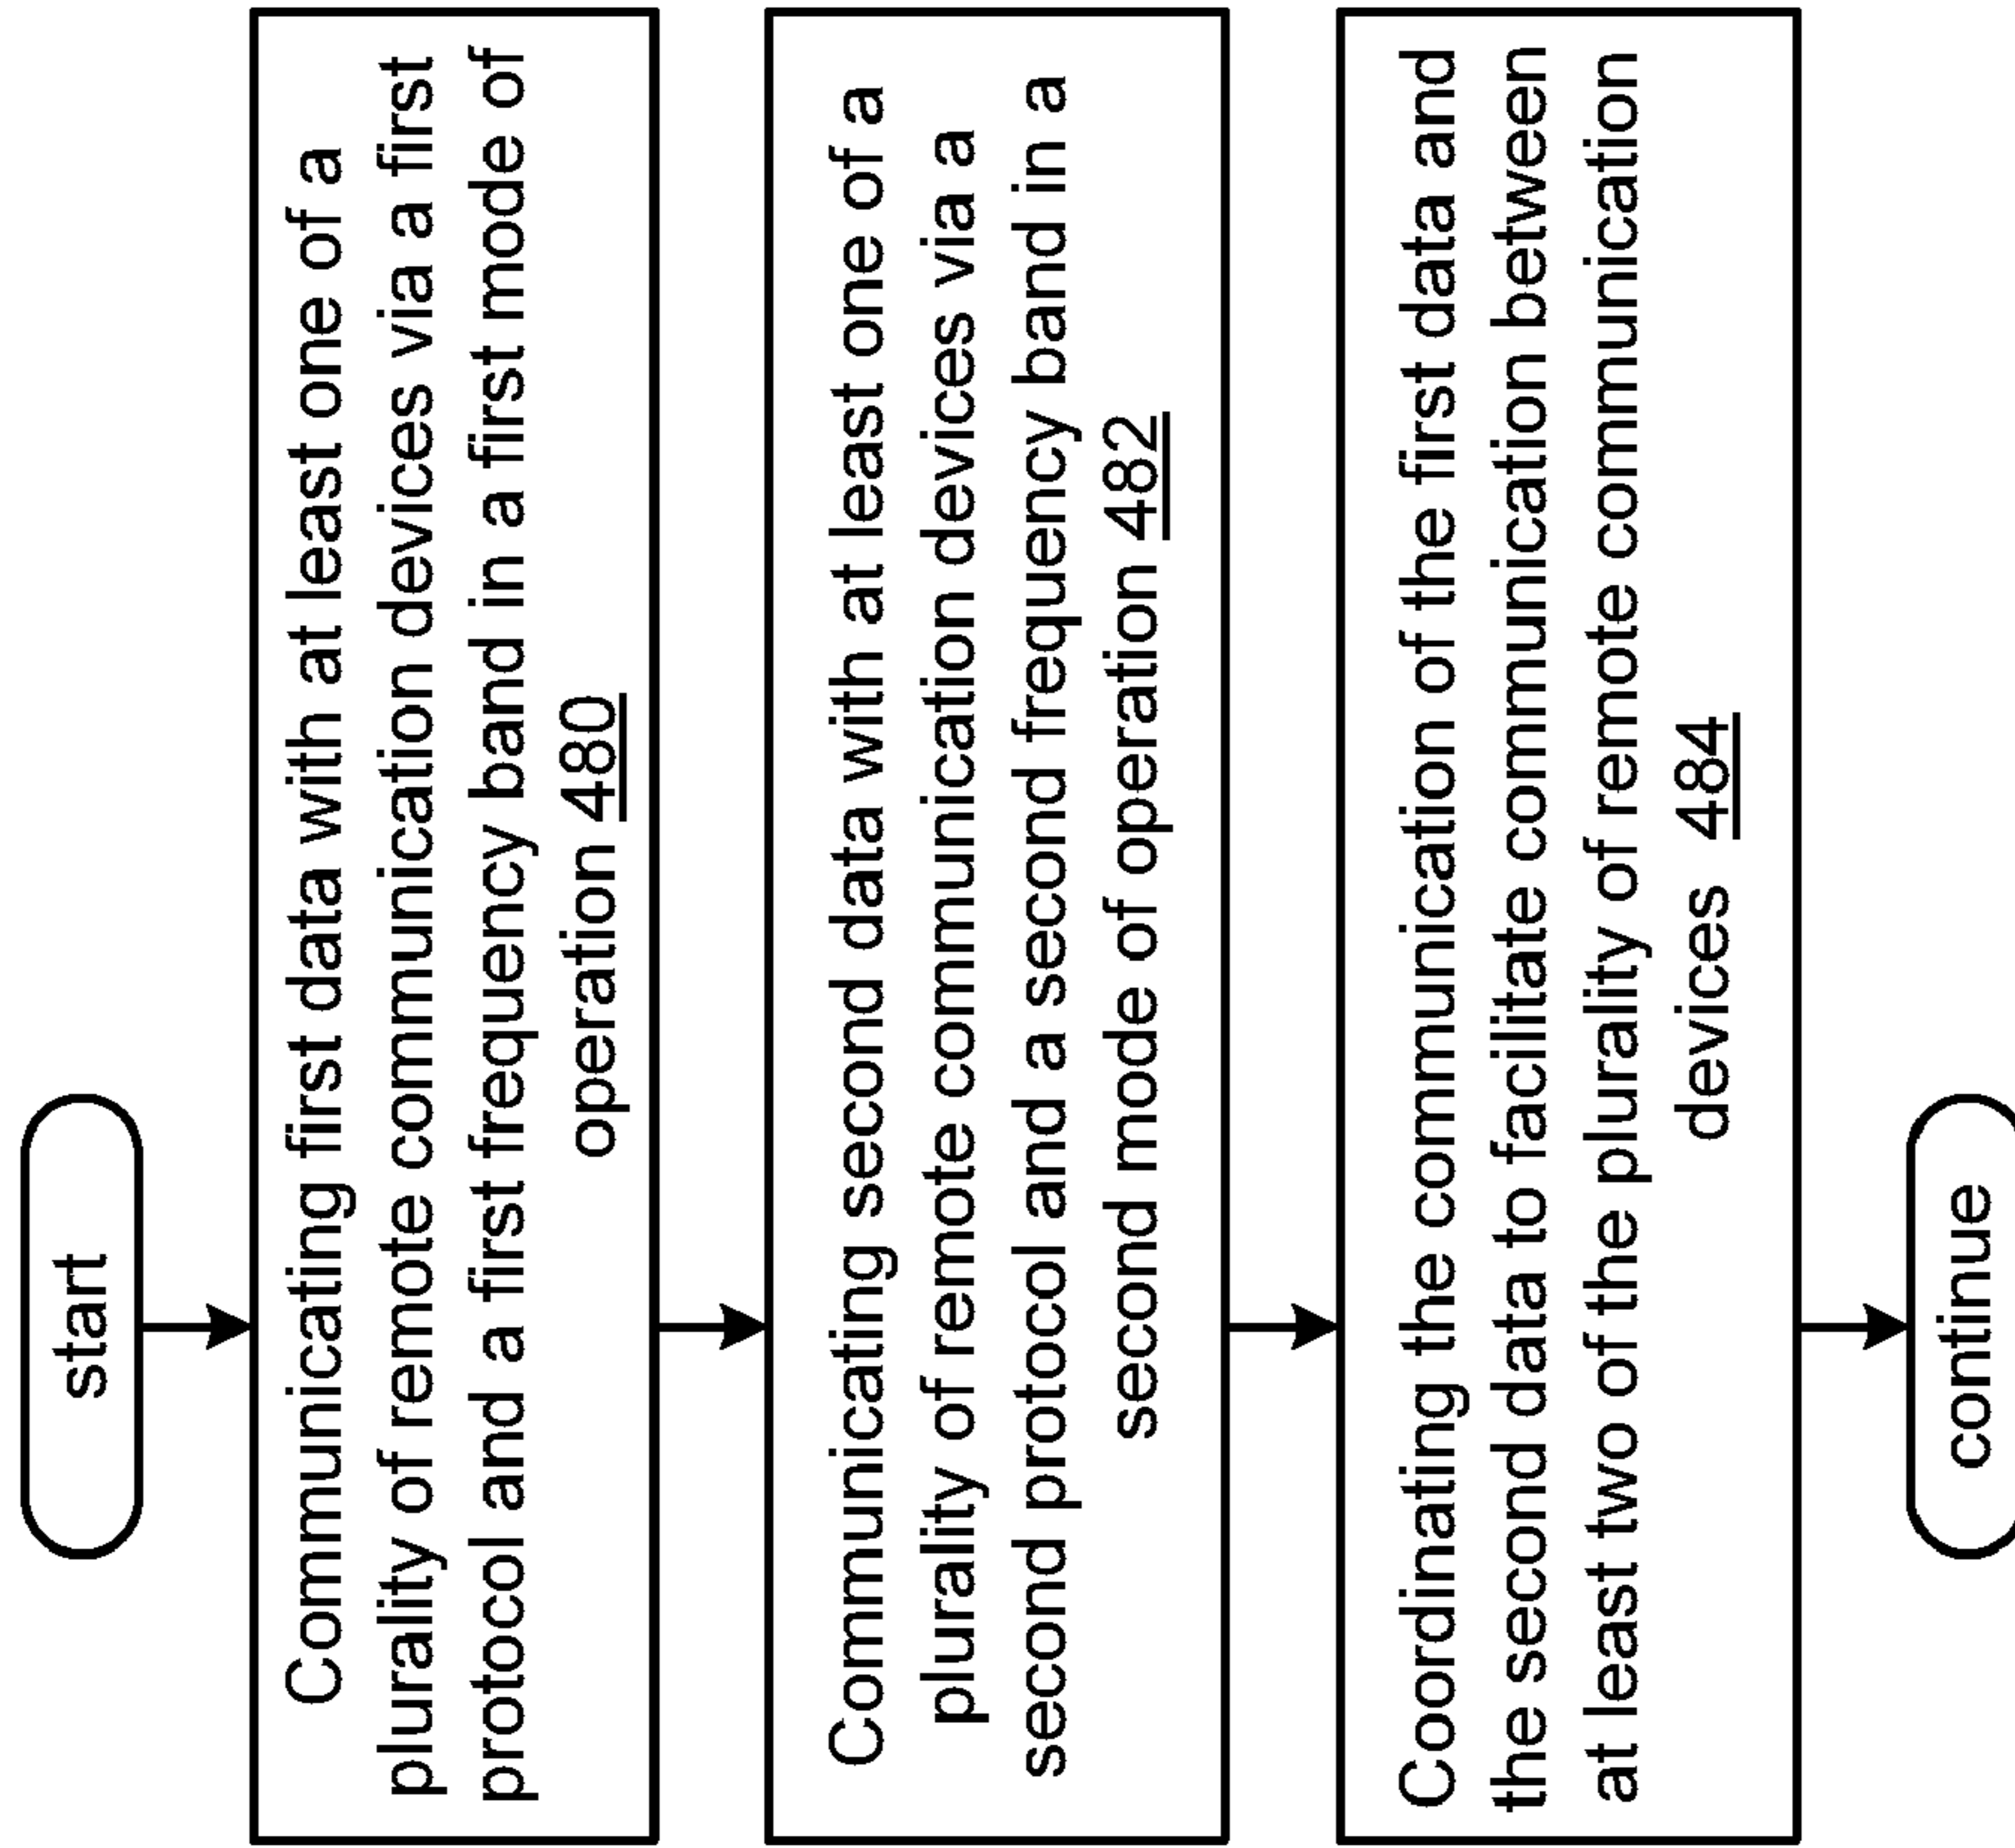 start
Communicating first data with at least one of a
plurality of remote communication devices via a first
protocol and a first frequency band in a first mode of
operation 480
Communicating second data with at least one of a
plurality of remote communication devices via a
second protocol and a second frequency band in a
second mode of operation 482
Coordinating the communication of the first data and
the second data to facilitate communication between
at least two of the plurality of remote communication
devices 484
continue